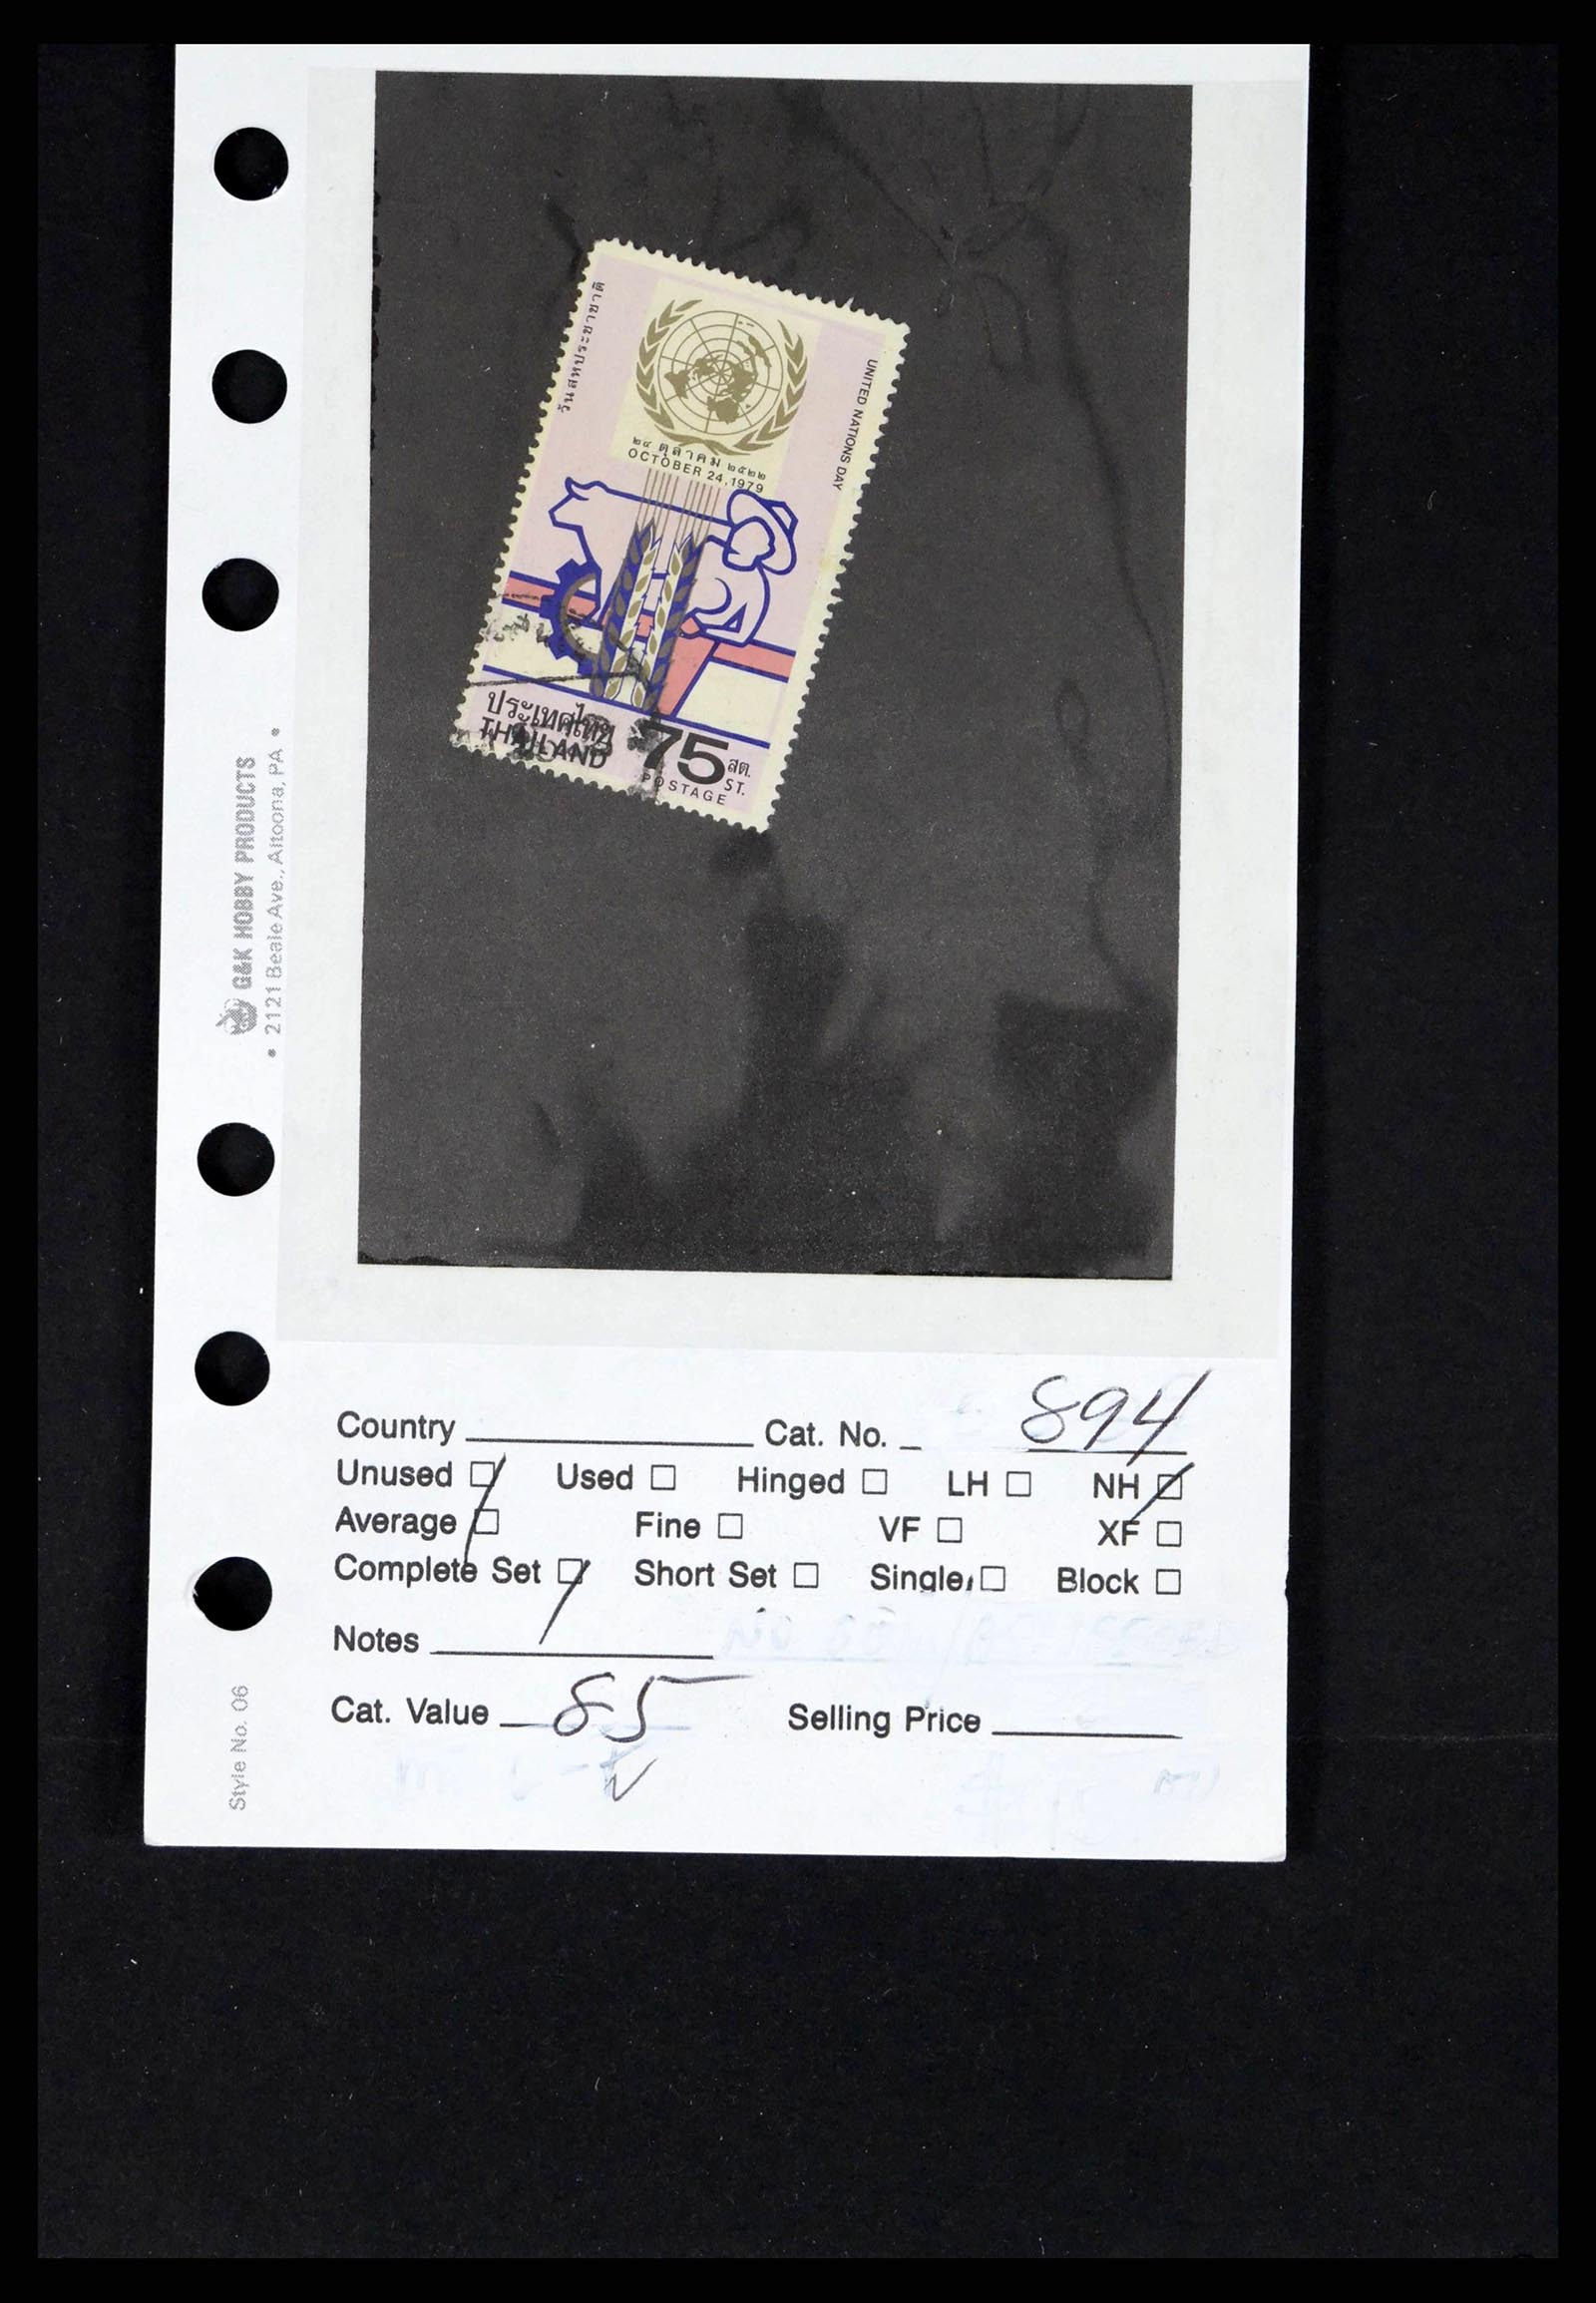 วันสหประชาชาติ
UNITED NATIONS DAY
๒๔ ตุลาคม ๒๕๒๒
OCTOBER 24, 1979
ประเทศไทย
THAILAND
75 สต. ST.
POSTAGE
G&K HOBBY PRODUCTS
• 2121 Beale Ave., Altoona, PA •
Country Cat. No. 894
Unused Used Hinged LH NH
Average Fine VF XF
Complete Set Short Set Single Block
Notes
Cat. Value 85 Selling Price
Style No. 06